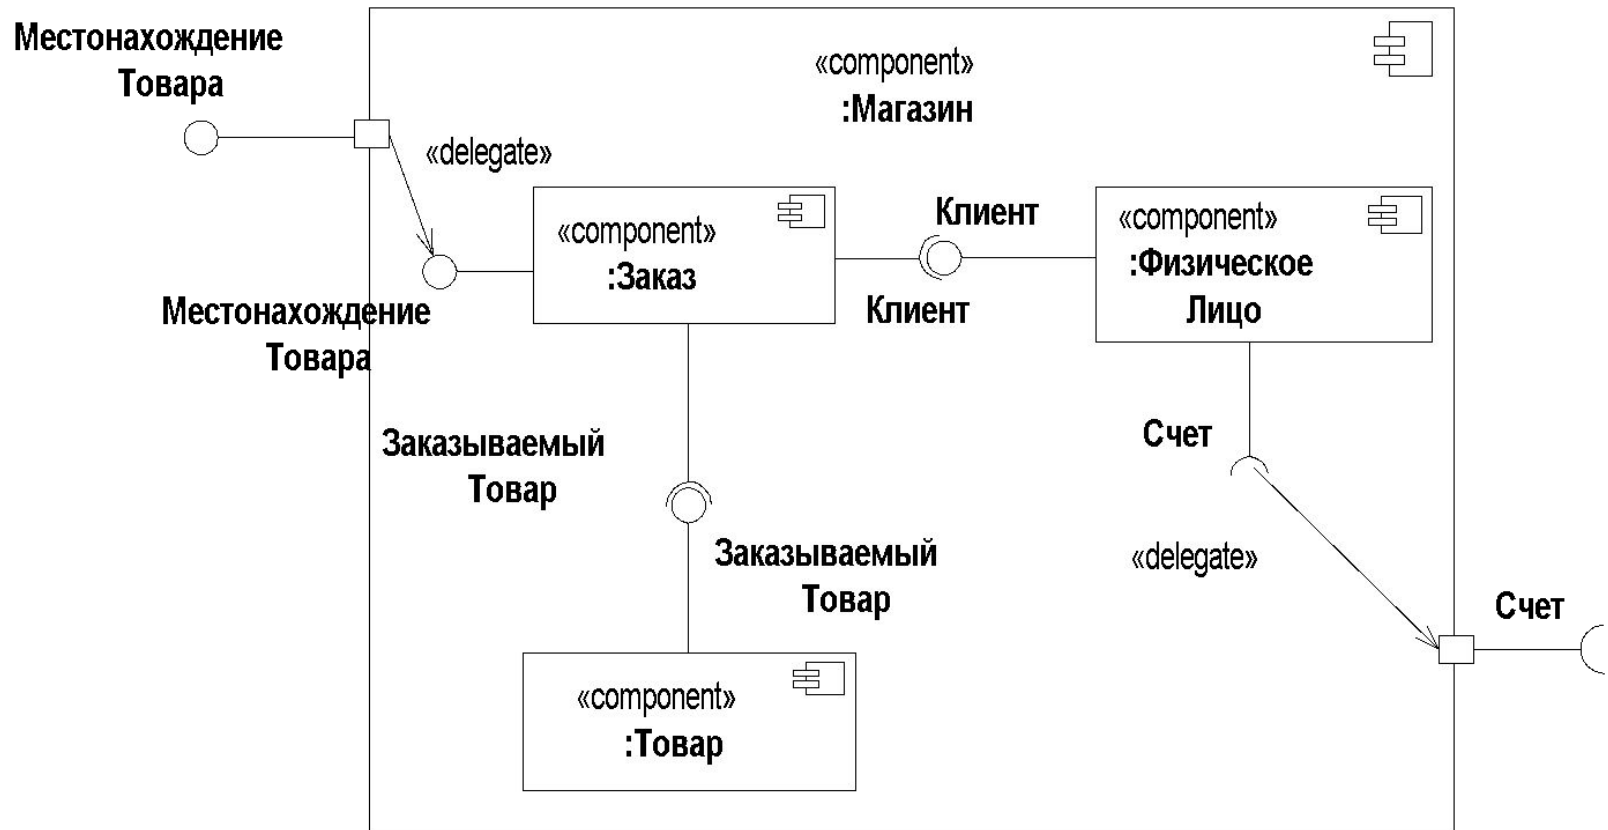 Местонахождение
Товара
«component»
:Магазин
«delegate»
«component»
:Заказ
Клиент
Клиент
«component»
:Физическое
Лицо
Местонахождение
Товара
Заказываемый
Товар
Счет
Заказываемый
Товар
«delegate»
Счет
«component»
:Товар